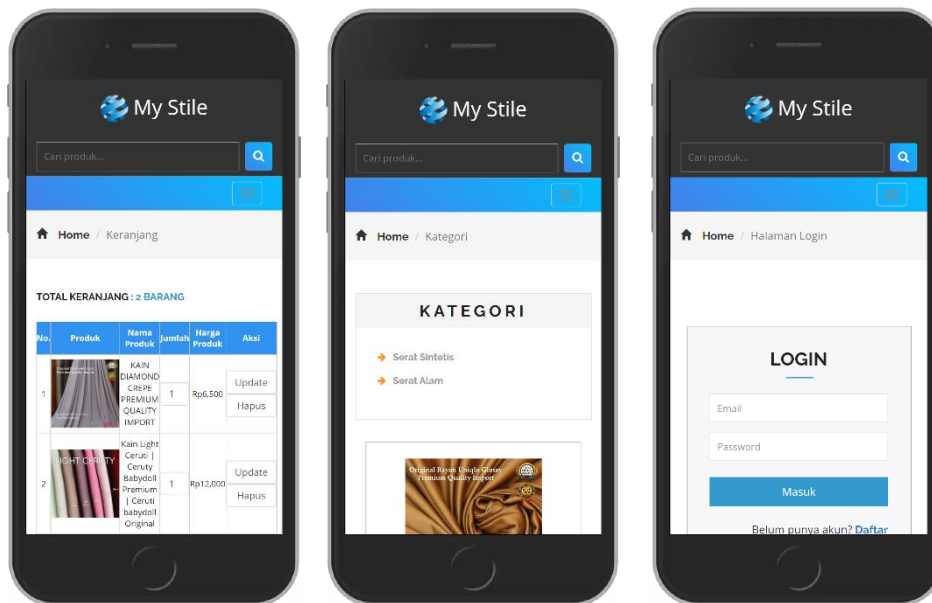 My Stile
Cari produk...
Home / Keranjang
TOTAL KERANJANG : 2 BARANG
No. Produk Nama Produk Jumlah Harga Produk Aksi
1
KAIN
DIAMOND
CREPE
PREMIUM
QUALITY
IMPORT
1
Rp6,500
Update
Hapus
2
LIGHT CERUTY
Kain Light
Ceruti |
Ceruty
Babydoll
Premium
| Ceruti
babydoll
Original
1
Rp12,000
Update
Hapus
My Stile
Cari produk...
Home / Kategori
KATEGORI
Serat Sintetis
Serat Alam
Original Rayon Uniqlo Glossy
Premium Quality Import
My Stile
Cari produk...
Home / Halaman Login
LOGIN
Email
Password
Masuk
Belum punya akun? Daftar